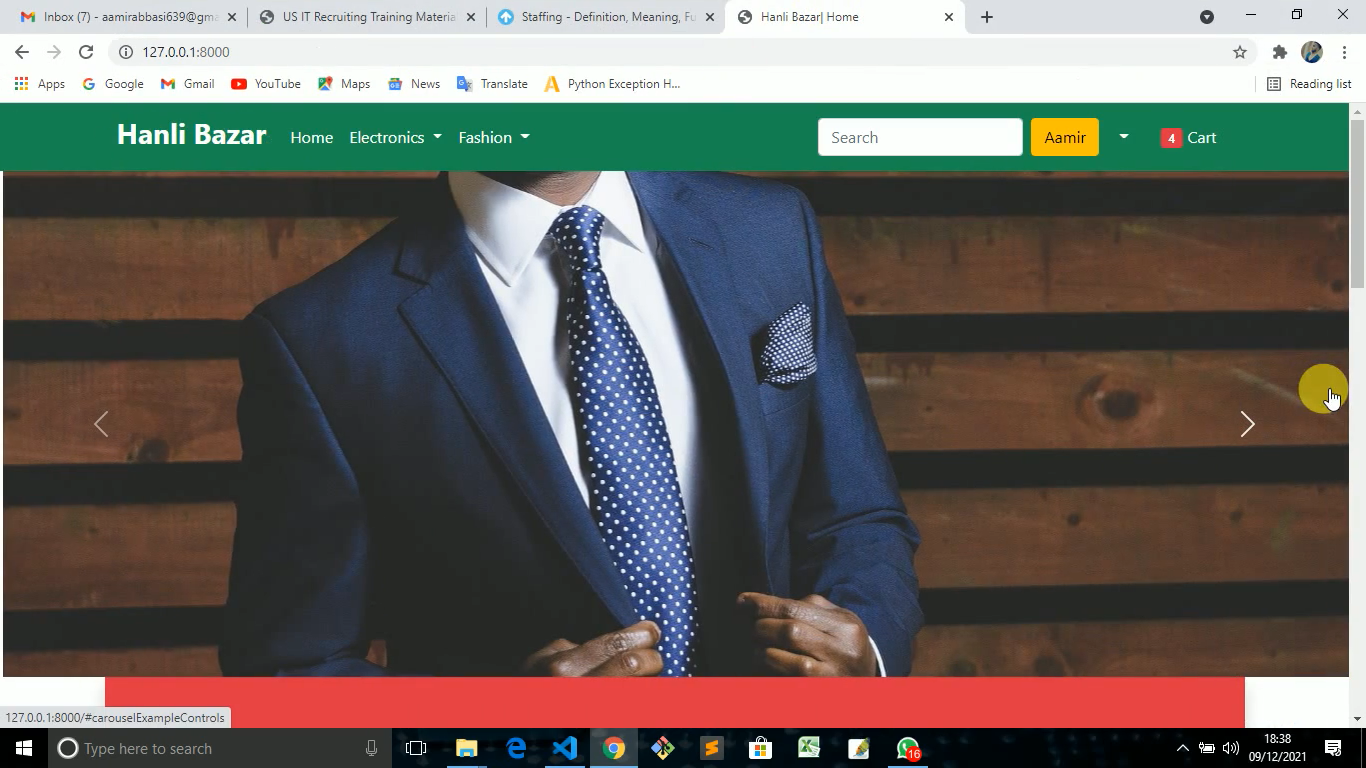 Inbox (7) - aamirabbasi639@gma
US IT Recruiting Training Materia
Staffing - Definition, Meaning, Fu
Hanli Bazar| Home
127.0.0.1:8000
Apps
Google
Gmail
YouTube
Maps
News
Translate
Python Exception H...
Reading list
Hanli Bazar
Home
Electronics
Fashion
Search
Aamir
4 Cart
127.0.0.1:8000/#carouselExampleControls
Type here to search
16
18:38
09/12/2021